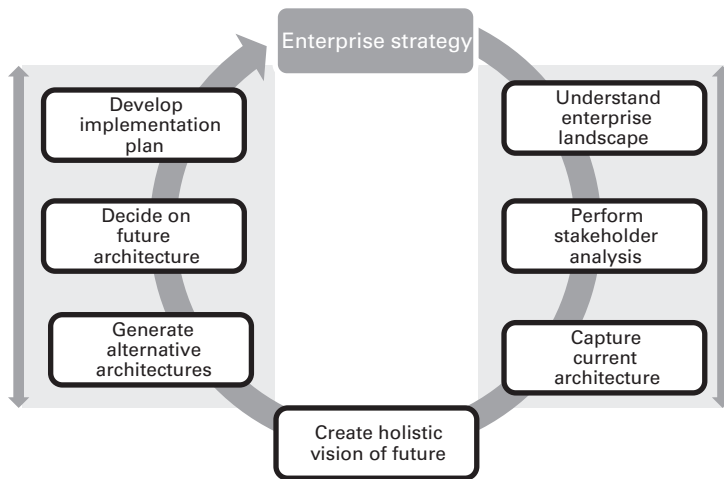 Enterprise strategy
Understand
enterprise
landscape
Perform
stakeholder
analysis
Capture
current
architecture
Create holistic
vision of future
Generate
alternative
architectures
Decide on
future
architecture
Develop
implementation
plan